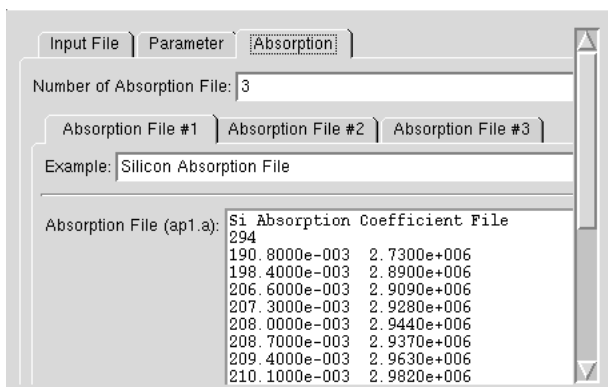 Input File Parameter Absorption
Number of Absorption File: 3
Absorption File #1 Absorption File #2 Absorption File #3
Example: Silicon Absorption File
Absorption File (ap1.a): Si Absorption Coefficient File
294
190.8000e-003 2.7300e+006
198.4000e-003 2.8900e+006
206.6000e-003 2.9090e+006
207.3000e-003 2.9280e+006
208.0000e-003 2.9440e+006
208.7000e-003 2.9370e+006
209.4000e-003 2.9630e+006
210.1000e-003 2.9820e+006